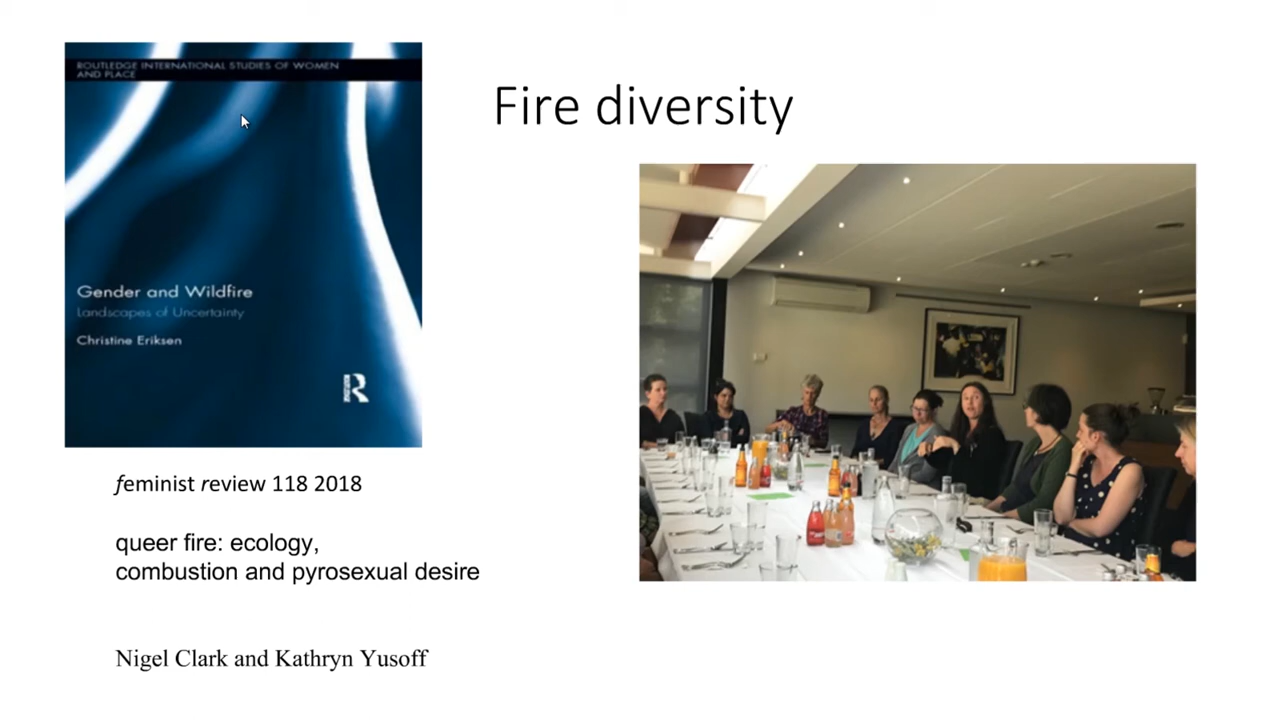 ROUTLEDGE INTERNATIONAL STUDIES OF WOMEN
AND PLACE
Fire diversity
Gender and Wildfire
Landscapes of Uncertainty
Christine Eriksen
R
feminist review 118 2018
queer fire: ecology,
combustion and pyrosexual desire
Nigel Clark and Kathryn Yusoff